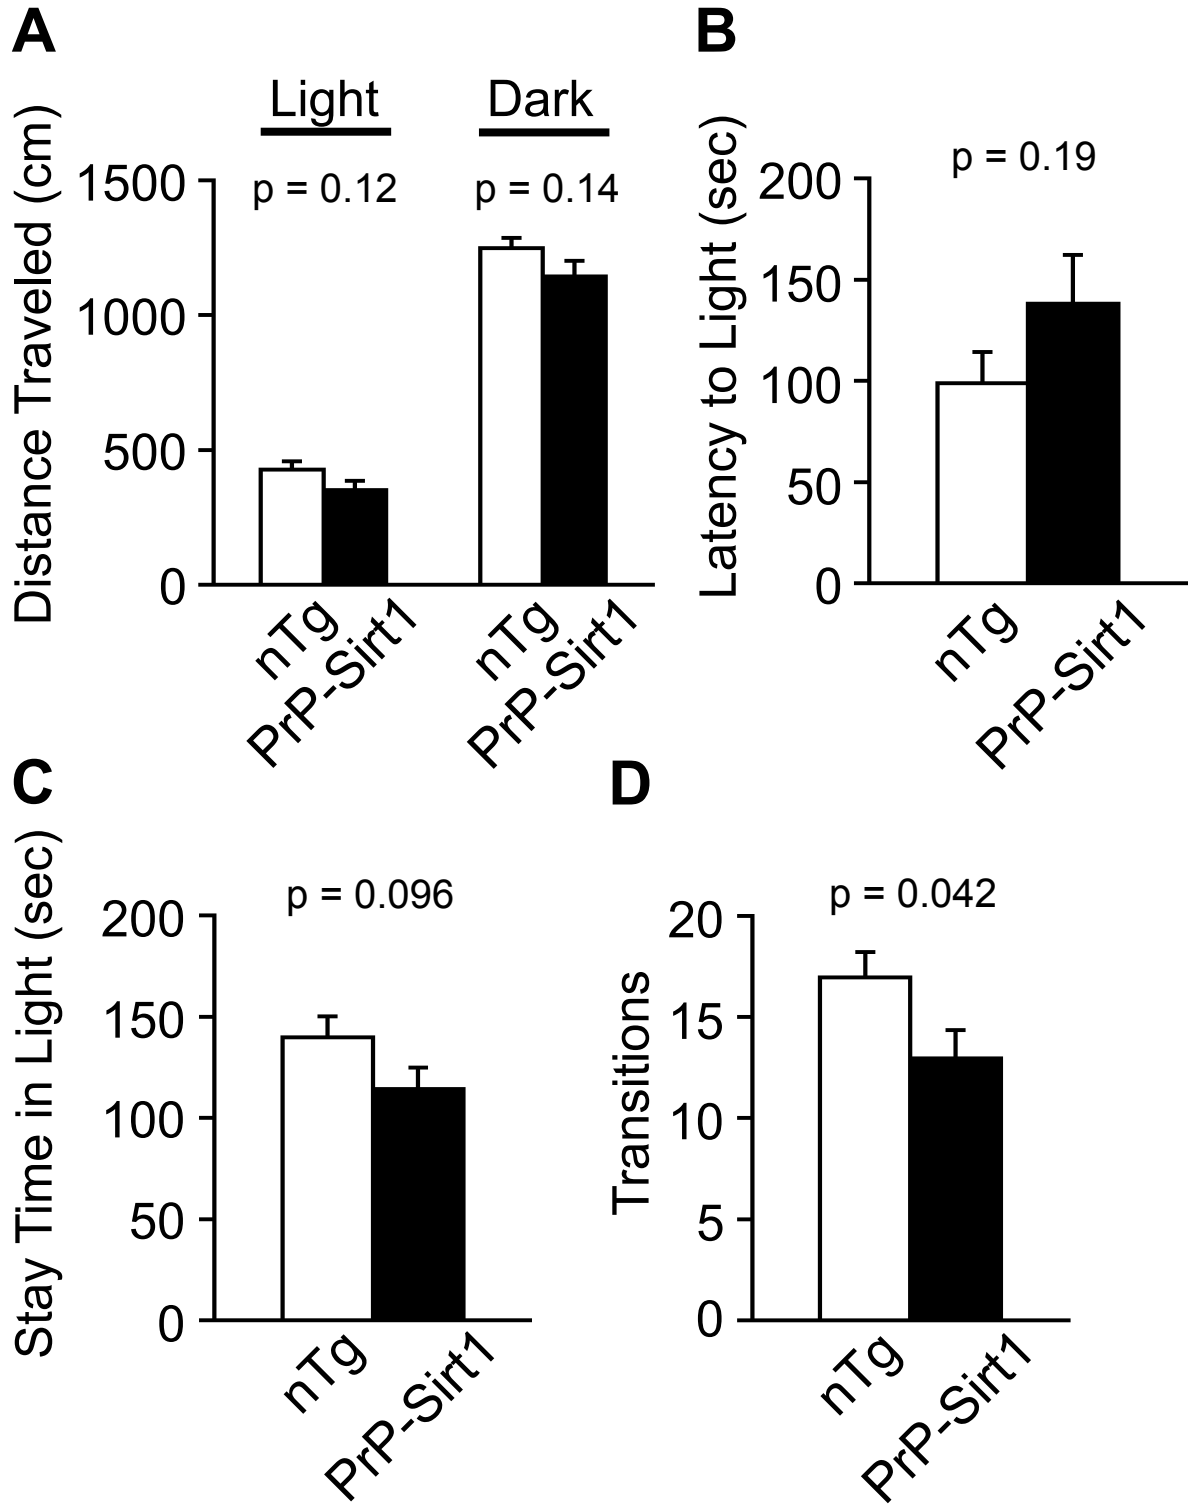 A
Distance Traveled (cm)
Light
Dark
p = 0.12
p = 0.14
1500
1000
500
0
nTg
PrP-Sirt1
nTg
PrP-Sirt1
B
Latency to Light (sec)
p = 0.19
200
150
100
50
0
nTg
PrP-Sirt1
C
Stay Time in Light (sec)
p = 0.096
200
150
100
50
0
nTg
PrP-Sirt1
D
Transitions
p = 0.042
20
15
10
5
0
nTg
PrP-Sirt1